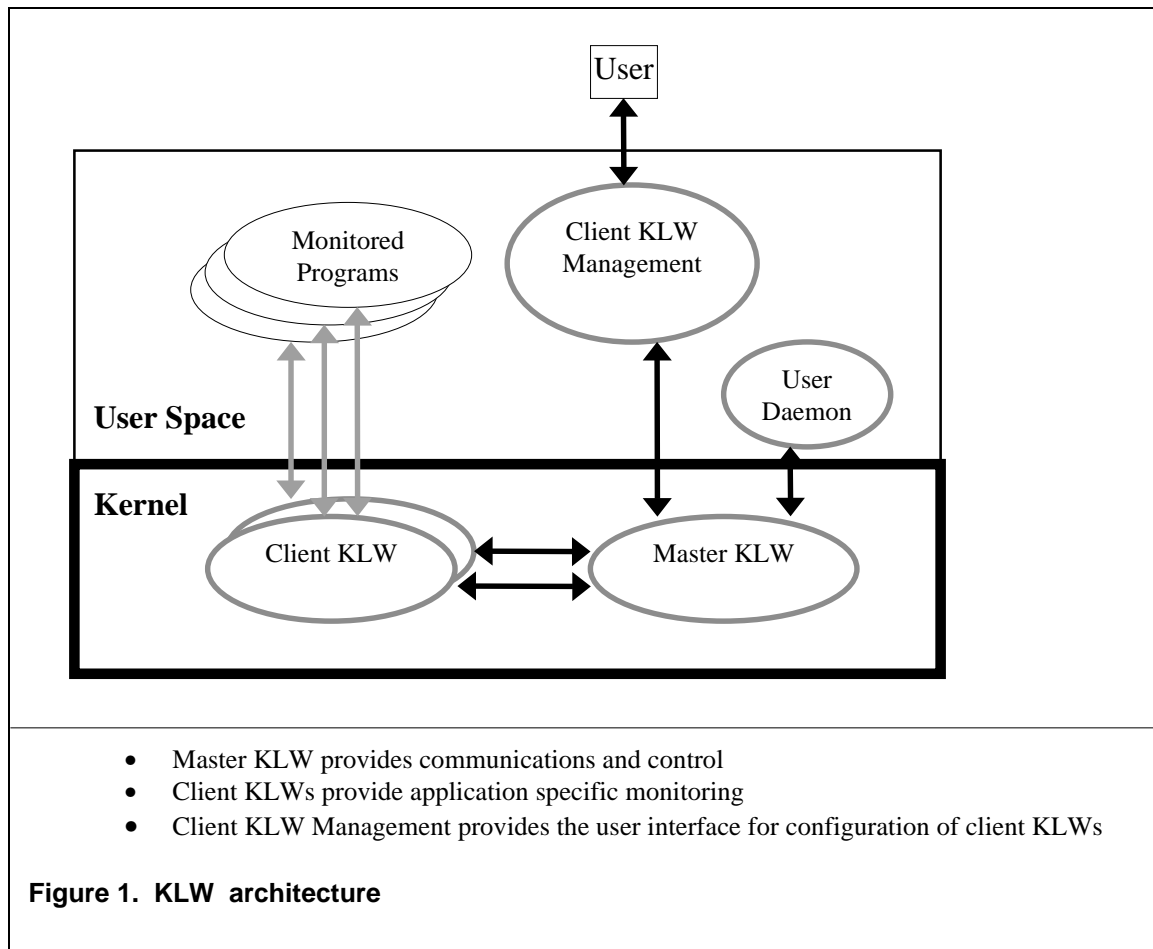 User
Client KLW
Management
Monitored
Programs
User
Daemon
User Space
Kernel
Client KLW
Master KLW
• Master KLW provides communications and control
• Client KLWs provide application specific monitoring
• Client KLW Management provides the user interface for configuration of client KLWs
Figure 1. KLW architecture